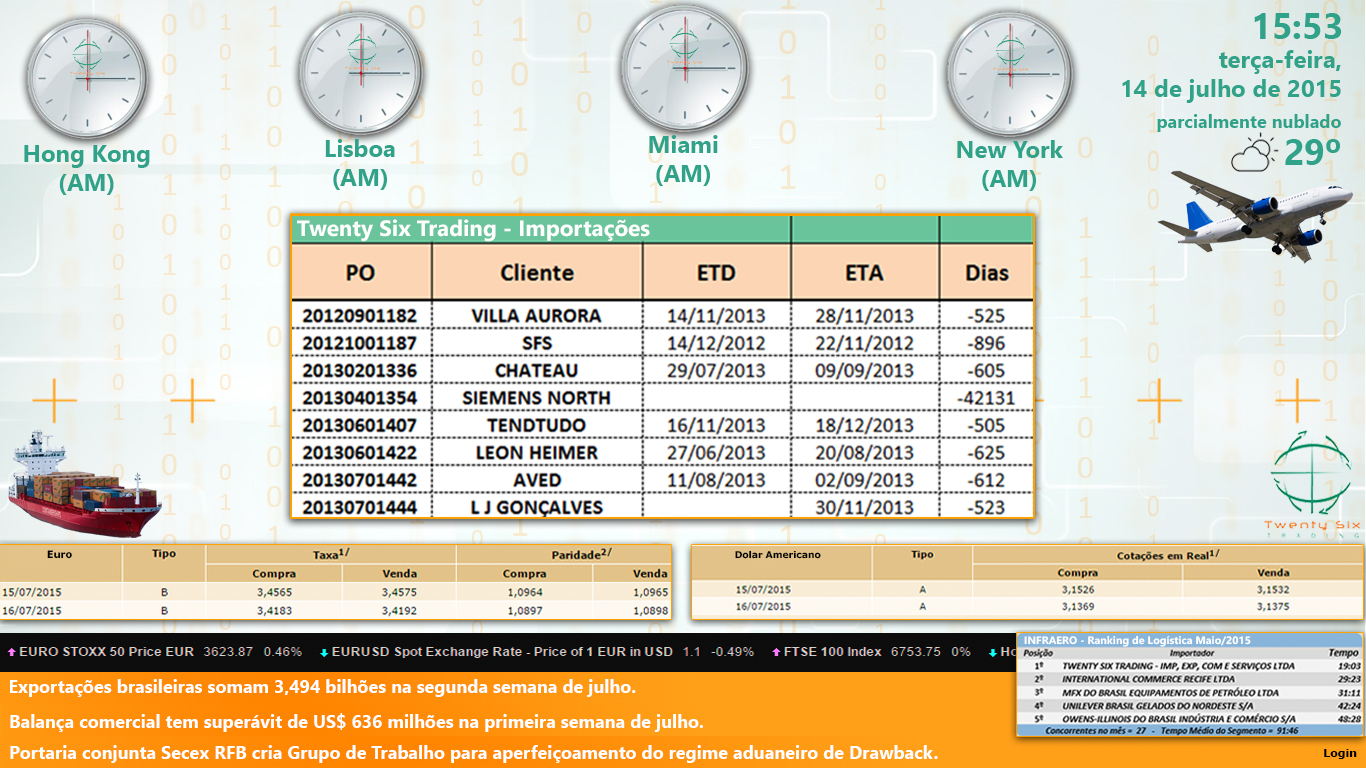 15:53
terça-feira,
14 de julho de 2015
parcialmente nublado
29º
Hong Kong
(AM)
Lisboa
(AM)
Miami
(AM)
New York
(AM)
Twenty Six Trading - Importações
PO Cliente ETD ETA Dias
20120901182 VILLA AURORA 14/11/2013 28/11/2013 -525
20121001187 SFS 14/12/2012 22/11/2012 -896
20130201336 CHATEAU 29/07/2013 09/09/2013 -605
20130401354 SIEMENS NORTH -42131
20130601407 TENDTUDO 16/11/2013 18/12/2013 -505
20130601422 LEON HEIMER 27/06/2013 20/08/2013 -625
20130701442 AVED 11/08/2013 02/09/2013 -612
20130701444 L J GONÇALVES 30/11/2013 -523
Twenty Six
TRADING
Euro Tipo Taxa1/ Paridade2/
Compra Venda Compra Venda
15/07/2015 B 3,4565 3,4575 1,0964 1,0965
16/07/2015 B 3,4183 3,4192 1,0897 1,0898
Dolar Americano Tipo Cotações em Real1/
Compra Venda
15/07/2015 A 3,1526 3,1532
16/07/2015 A 3,1369 3,1375
EURO STOXX 50 Price EUR 3623.87 0.46% EURUSD Spot Exchange Rate - Price of 1 EUR in USD 1.1 -0.49% FTSE 100 Index 6753.75 0% Ho
INFRAERO - Ranking de Logística Maio/2015
Posição Importador Tempo
1º TWENTY SIX TRADING - IMP, EXP, COM E SERVIÇOS LTDA 19:03
2º INTERNATIONAL COMMERCE RECIFE LTDA 29:23
3º MFX DO BRASIL EQUIPAMENTOS DE PETRÓLEO LTDA 31:11
4º UNILEVER BRASIL GELADOS DO NORDESTE S/A 42:24
5º OWENS-ILLINOIS DO BRASIL INDÚSTRIA E COMÉRCIO S/A 48:28
Concorrentes no mês = 27 - Tempo Médio do Segmento = 91:46
Exportações brasileiras somam 3,494 bilhões na segunda semana de julho.
Balança comercial tem superávit de US$ 636 milhões na primeira semana de julho.
Portaria conjunta Secex RFB cria Grupo de Trabalho para aperfeiçoamento do regime aduaneiro de Drawback.
Login